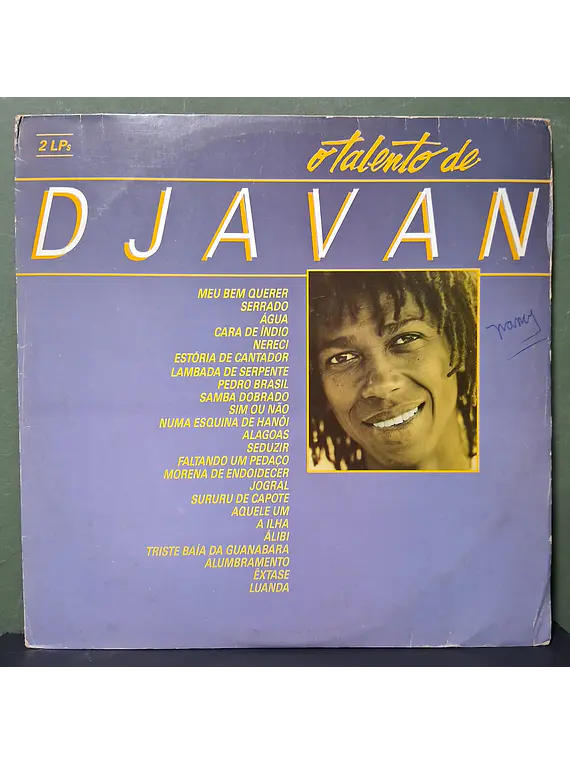 2 LPs
o talento de
DJAVAN
MEU BEM QUERER
SERRADO
ÁGUA
CARA DE ÍNDIO
NERECI
ESTÓRIA DE CANTADOR
LAMBADA DE SERPENTE
PEDRO BRASIL
SAMBA DOBRADO
SIM OU NÃO
NUMA ESQUINA DE HANÓI
ALAGOAS
SEDUZIR
FALTANDO UM PEDAÇO
MORENA DE ENDOIDECER
JOGRAL
SURURU DE CAPOTE
AQUELE UM
A ILHA
ÁLIBI
TRISTE BAÍA DA GUANABARA
ALUMBRAMENTO
ÊXTASE
LUANDA